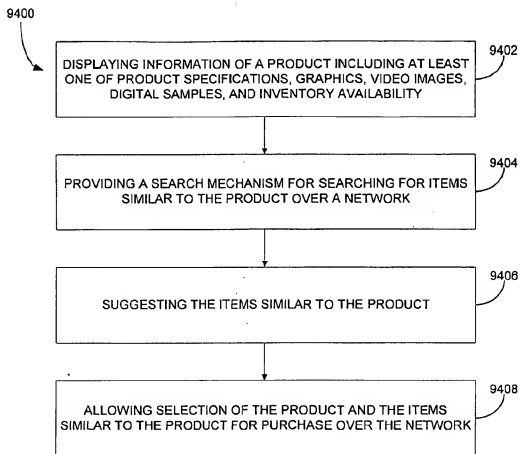 9400
9402
DISPLAYING INFORMATION OF A PRODUCT INCLUDING AT LEAST
ONE OF PRODUCT SPECIFICATIONS, GRAPHICS, VIDEO IMAGES,
DIGITAL SAMPLES, AND INVENTORY AVAILABILITY
9404
PROVIDING A SEARCH MECHANISM FOR SEARCHING FOR ITEMS
SIMILAR TO THE PRODUCT OVER A NETWORK
9406
SUGGESTING THE ITEMS SIMILAR TO THE PRODUCT
9408
ALLOWING SELECTION OF THE PRODUCT AND THE ITEMS
SIMILAR TO THE PRODUCT FOR PURCHASE OVER THE NETWORK